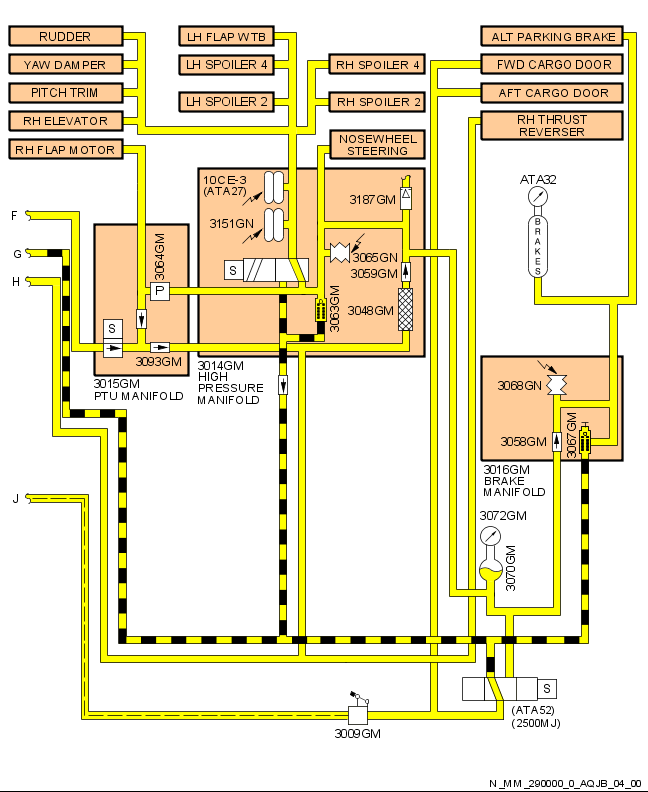 RUDDER
LH FLAP WTB
ALT PARKING BRAKE
YAW DAMPER
LH SPOILER 4
RH SPOILER 4
FWD CARGO DOOR
PITCH TRIM
LH SPOILER 2
RH SPOILER 2
AFT CARGO DOOR
RH ELEVATOR
RH THRUST
REVERSER
RH FLAP MOTOR
NOSEWHEEL
STEERING
10CE-3
(ATA27)
3187GM
ATA32
BRAKES
F
3151GN
G
3064GM
S
3065GN
3059GM
H
P
3063GM
3048GM
S
3093GM
3015GM
PTU MANIFOLD
3014GM
HIGH
PRESSURE
MANIFOLD
3068GN
3058GM
3067GM
3016GM
BRAKE
MANIFOLD
J
3072GM
3070GM
S
(ATA52)
(2500MJ)
3009GM
N_MM_290000_0_AQJB_04_00